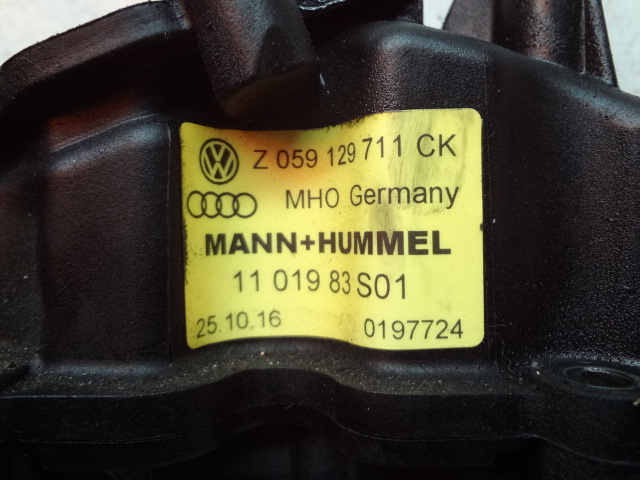 Z 059 129 711 CK
MHO Germany
MANN+HUMMEL
11 019 83 S01
25.10.16 0197724